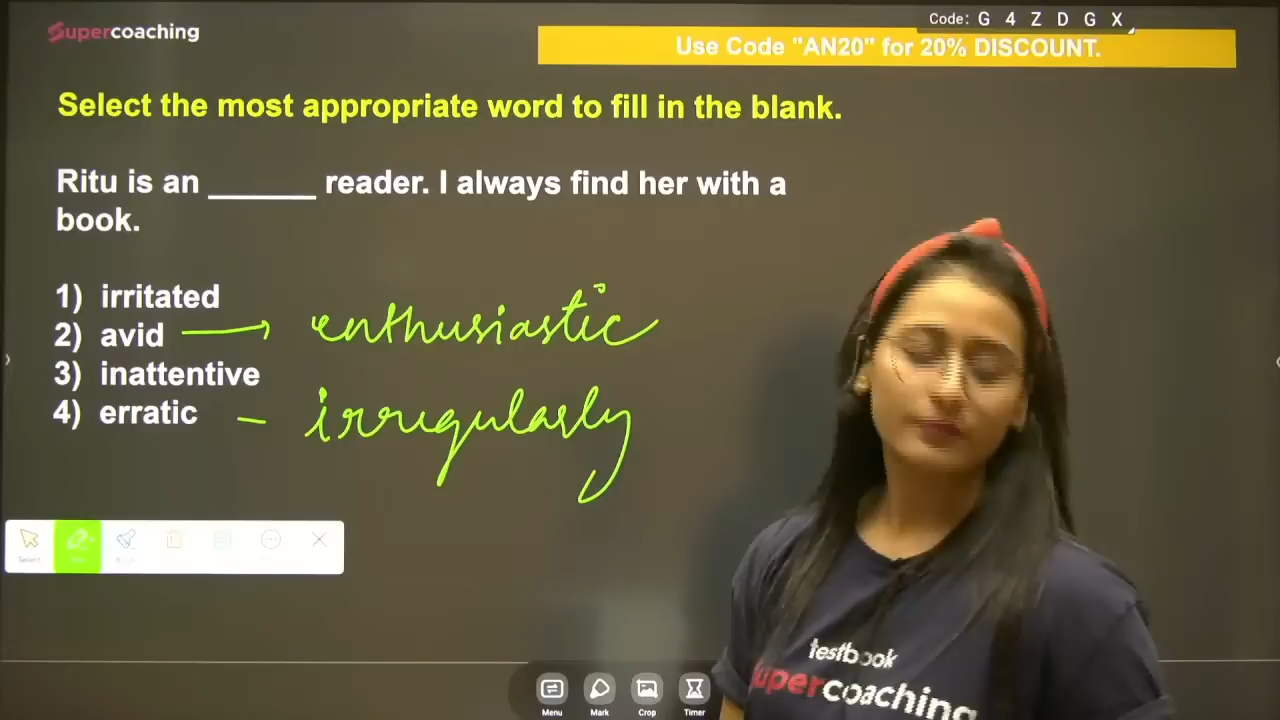 Supercoaching
Code: G 4 Z D G X
Use Code "AN20" for 20% DISCOUNT.
Select the most appropriate word to fill in the blank.
Ritu is an ______ reader. I always find her with a
book.
1) irritated
2) avid → enthusiastic
3) inattentive
4) erratic - irregularly
Select
testbook
Supercoaching
Menu Mark Crop Timer